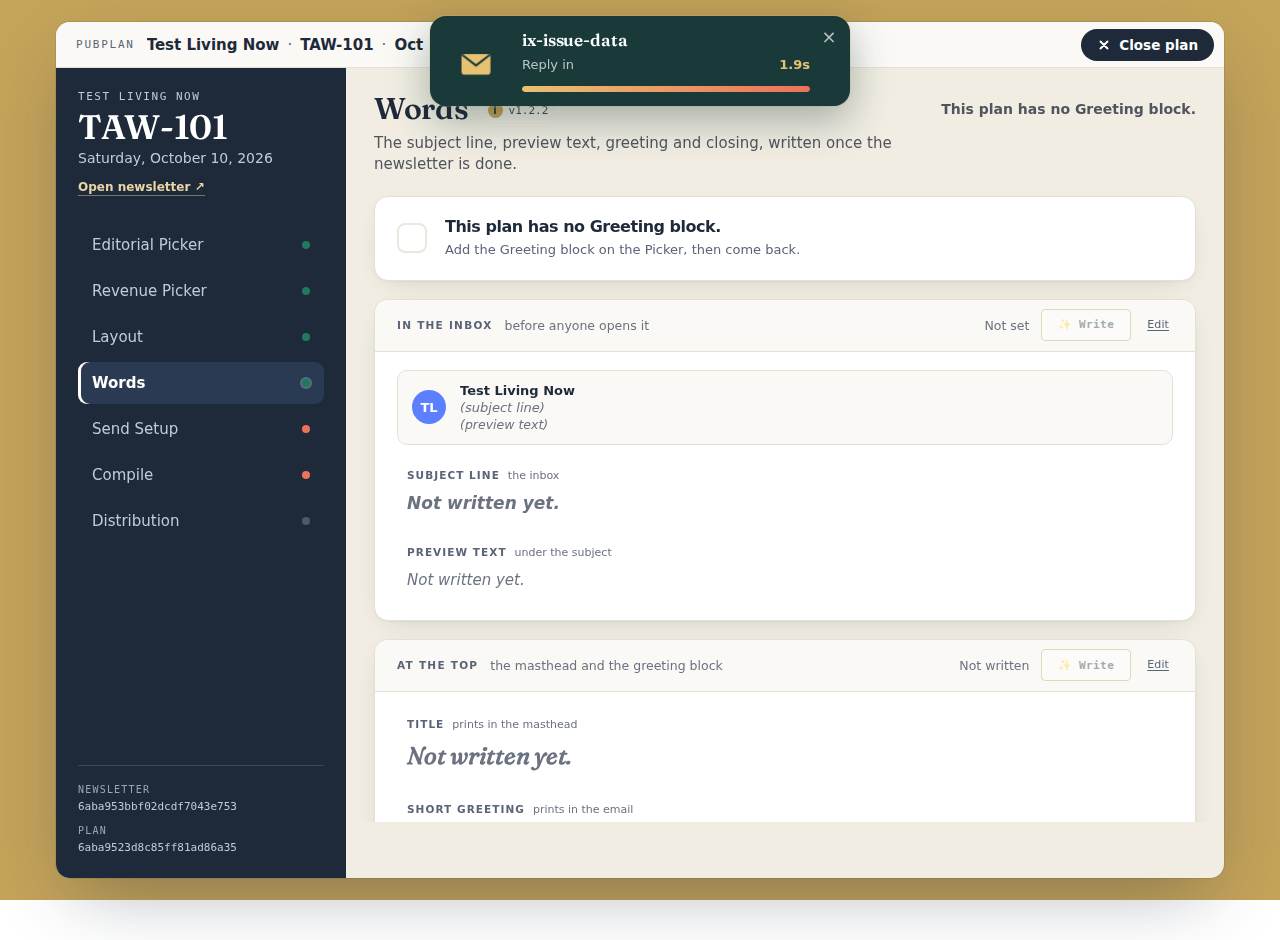 PUBPLAN Test Living Now · TAW-101 · Oct
ix-issue-data
Reply in 1.9s
Close plan
TEST LIVING NOW
TAW-101
Saturday, October 10, 2026
Open newsletter ↗
Editorial Picker
Revenue Picker
Layout
Words
Send Setup
Compile
Distribution
NEWSLETTER
6aba953bbf02dcdf7043e753
PLAN
6aba9523d8c85ff81ad86a35
Words i v1.2.2
This plan has no Greeting block.
The subject line, preview text, greeting and closing, written once the
newsletter is done.
This plan has no Greeting block.
Add the Greeting block on the Picker, then come back.
IN THE INBOX before anyone opens it Not set ✨ Write Edit
TL
Test Living Now
(subject line)
(preview text)
SUBJECT LINE the inbox
Not written yet.
PREVIEW TEXT under the subject
Not written yet.
AT THE TOP the masthead and the greeting block Not written ✨ Write Edit
TITLE prints in the masthead
Not written yet.
SHORT GREETING prints in the email